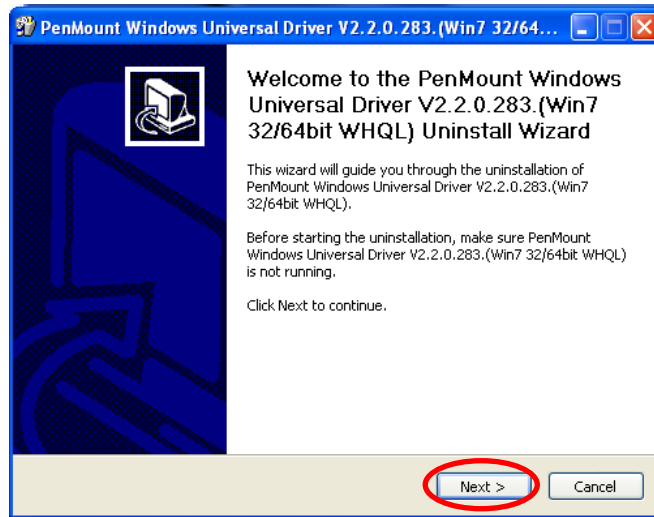 PenMount Windows Universal Driver V2.2.0.283.(Win7 32/64...
Welcome to the PenMount Windows
Universal Driver V2.2.0.283.(Win7
32/64bit WHQL) Uninstall Wizard
This wizard will guide you through the uninstallation of
PenMount Windows Universal Driver V2.2.0.283.(Win7
32/64bit WHQL).
Before starting the uninstallation, make sure PenMount
Windows Universal Driver V2.2.0.283.(Win7 32/64bit WHQL)
is not running.
Click Next to continue.
Next >
Cancel